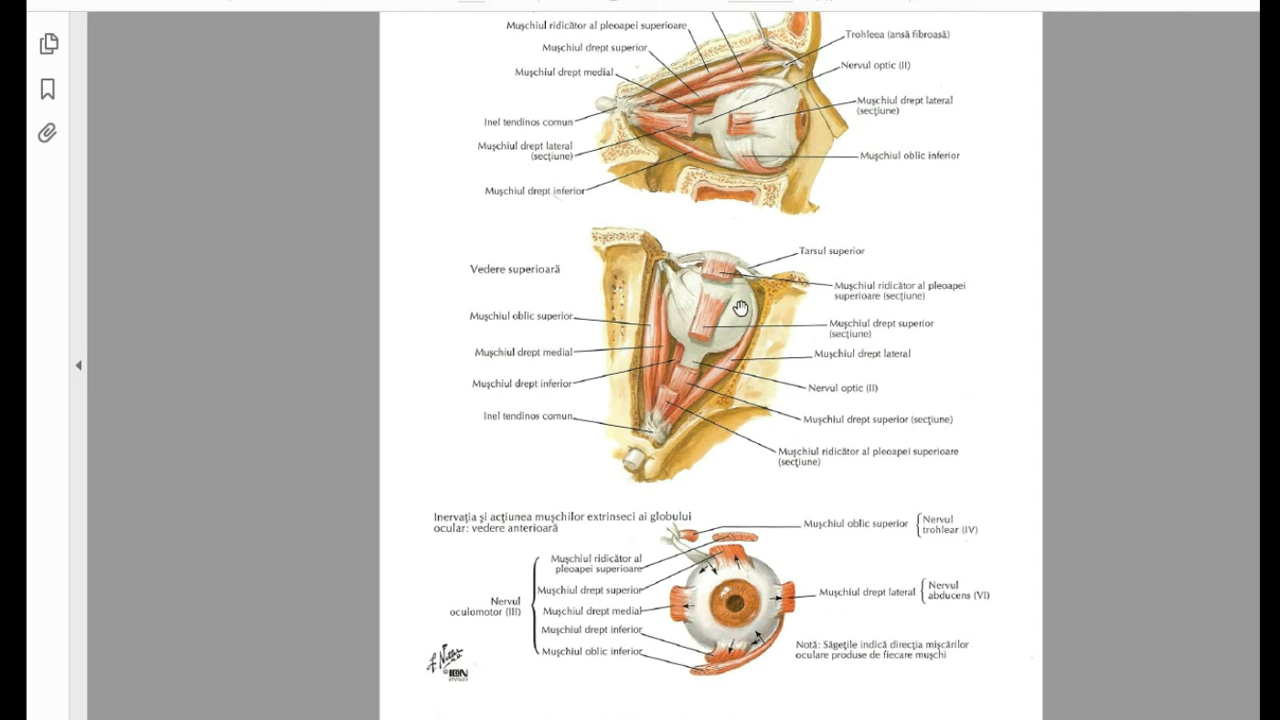 Mușchiul ridicător al pleoapei superioare
Mușchiul drept superior
Mușchiul drept medial
Inel tendinos comun
Mușchiul drept lateral
(secțiune)
Mușchiul drept inferior
Trohleea (ansă fibroasă)
Nervul optic (II)
Mușchiul drept lateral
(secțiune)
Mușchiul oblic inferior
Vedere superioară
Mușchiul oblic superior
Mușchiul drept medial
Mușchiul drept inferior
Inel tendinos comun
Tarsul superior
Mușchiul ridicător al pleoapei
superioare (secțiune)
Mușchiul drept superior
(secțiune)
Mușchiul drept lateral
Nervul optic (II)
Mușchiul drept superior (secțiune)
Mușchiul ridicător al pleoapei superioare
(secțiune)
Inervația și acțiunea mușchilor extrinseci ai globului
ocular: vedere anterioară
Nervul
oculomotor (III)
Mușchiul ridicător al
pleoapei superioare
Mușchiul drept superior
Mușchiul drept medial
Mușchiul drept inferior
Mușchiul oblic inferior
Mușchiul oblic superior
Nervul
trohlear (IV)
Mușchiul drept lateral
Nervul
abducens (VI)
Notă: Săgețile indică direcția mișcărilor
oculare produse de fiecare mușchi